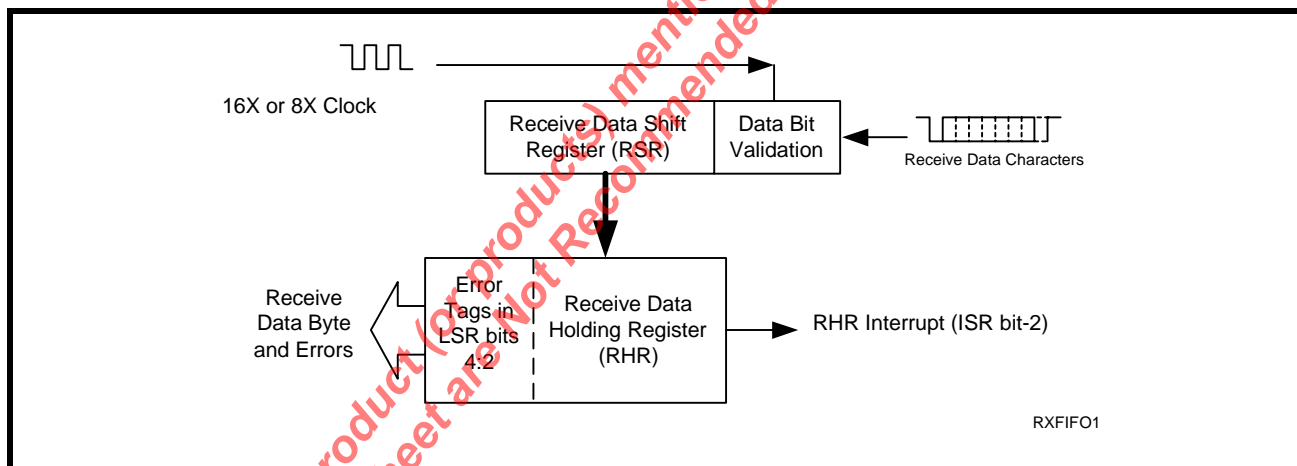 16X or 8X Clock
Receive Data Shift
Register (RSR)
Data Bit
Validation
Receive Data Characters
Receive
Data Byte
and Errors
Error
Tags in
LSR bits
4:2
Receive Data
Holding Register
(RHR)
RHR Interrupt (ISR bit-2)
RXFIFO1
product (or products) mentio
heet are Not Recommended